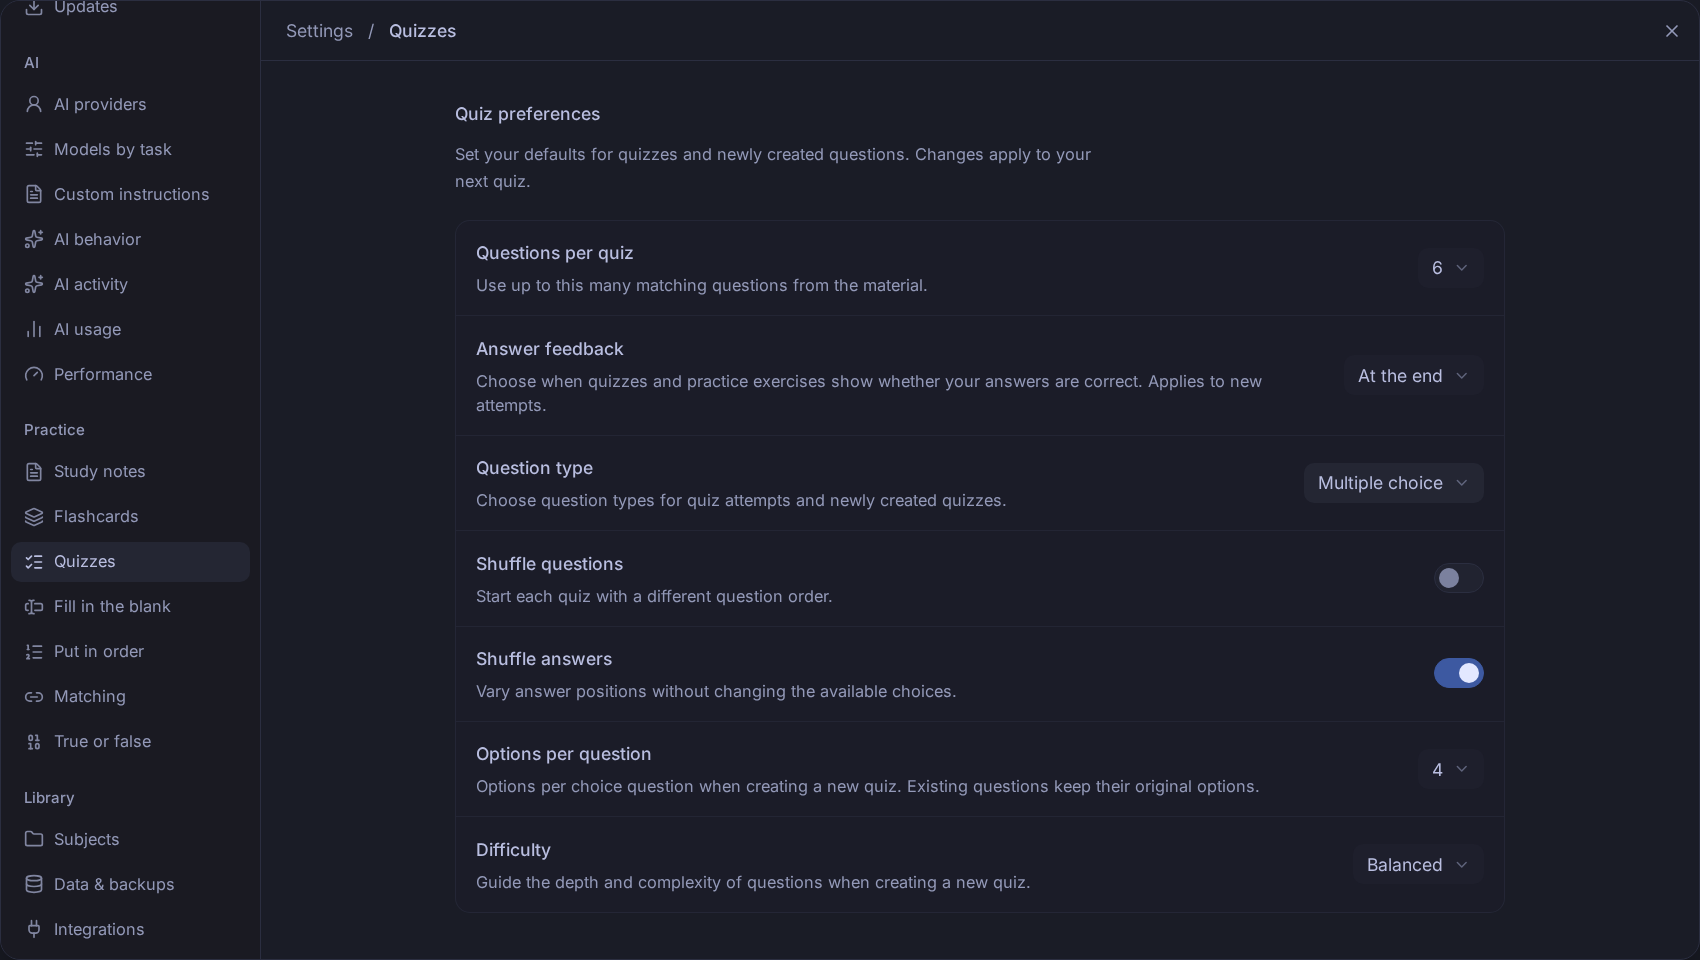 Updates
AI
AI providers
Models by task
Custom instructions
AI behavior
AI activity
AI usage
Performance
Practice
Study notes
Flashcards
Quizzes
Fill in the blank
Put in order
Matching
True or false
Library
Subjects
Data & backups
Integrations
Settings / Quizzes
Quiz preferences
Set your defaults for quizzes and newly created questions. Changes apply to your
next quiz.
Questions per quiz
Use up to this many matching questions from the material.
6
Answer feedback
Choose when quizzes and practice exercises show whether your answers are correct. Applies to new
attempts.
At the end
Question type
Choose question types for quiz attempts and newly created quizzes.
Multiple choice
Shuffle questions
Start each quiz with a different question order.
Shuffle answers
Vary answer positions without changing the available choices.
Options per question
Options per choice question when creating a new quiz. Existing questions keep their original options.
4
Difficulty
Guide the depth and complexity of questions when creating a new quiz.
Balanced